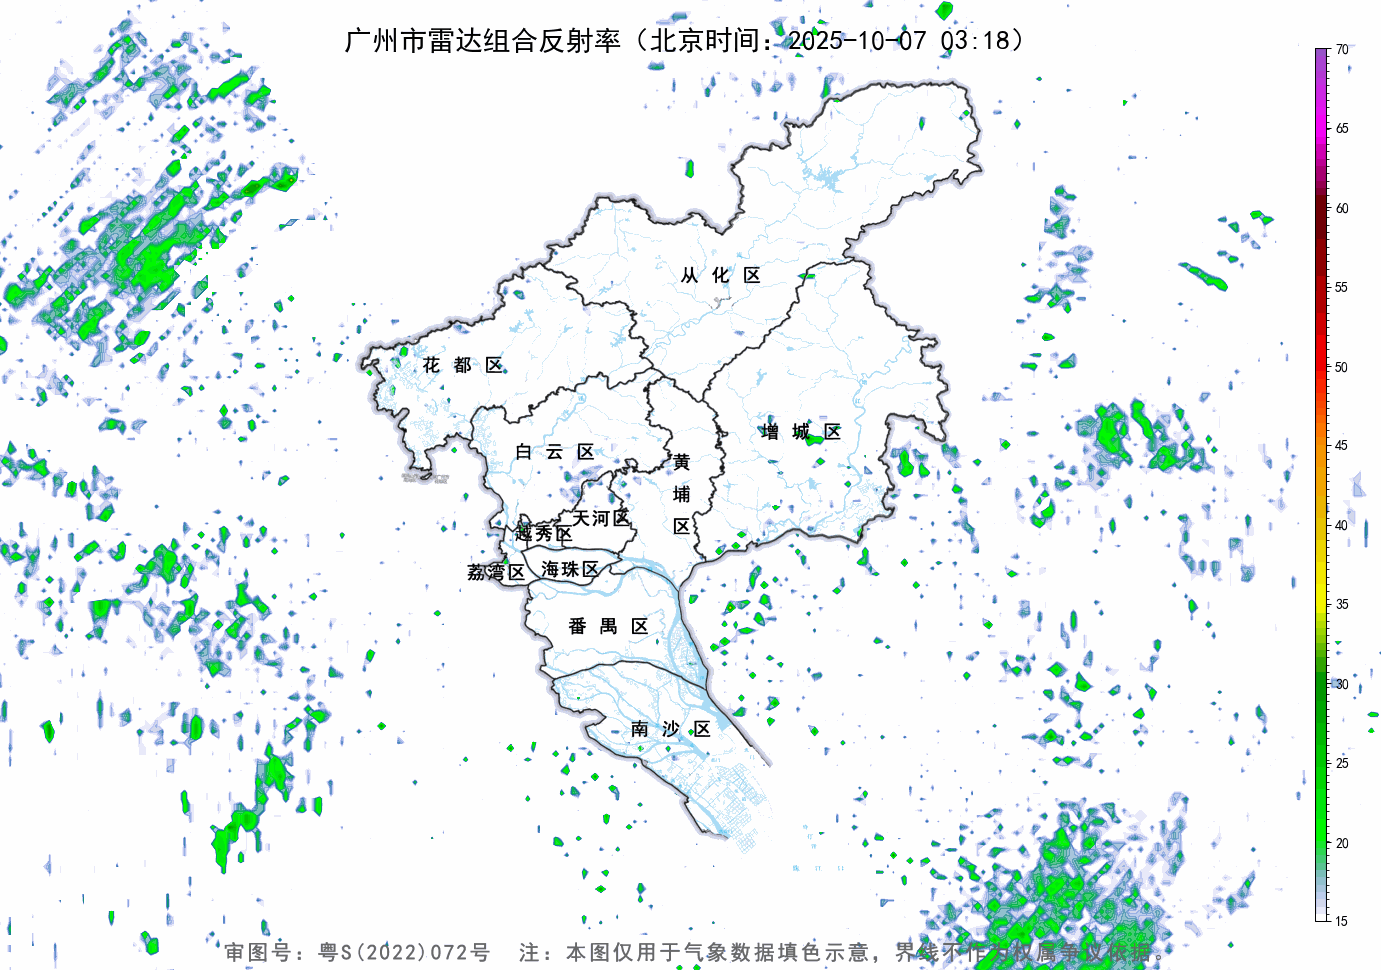 广州市雷达组合反射率（北京时间：2025-10-07 03:18）
70
65
60
55
50
45
40
35
30
25
20
15
从化区
花都区
增城区
白云区
黄埔区
天河区
越秀区
荔湾区
海珠区
番禺区
南沙区
审图号：粤S(2022)072号 注：本图仅用于气象数据填色示意，界线不作为权属争议依据。